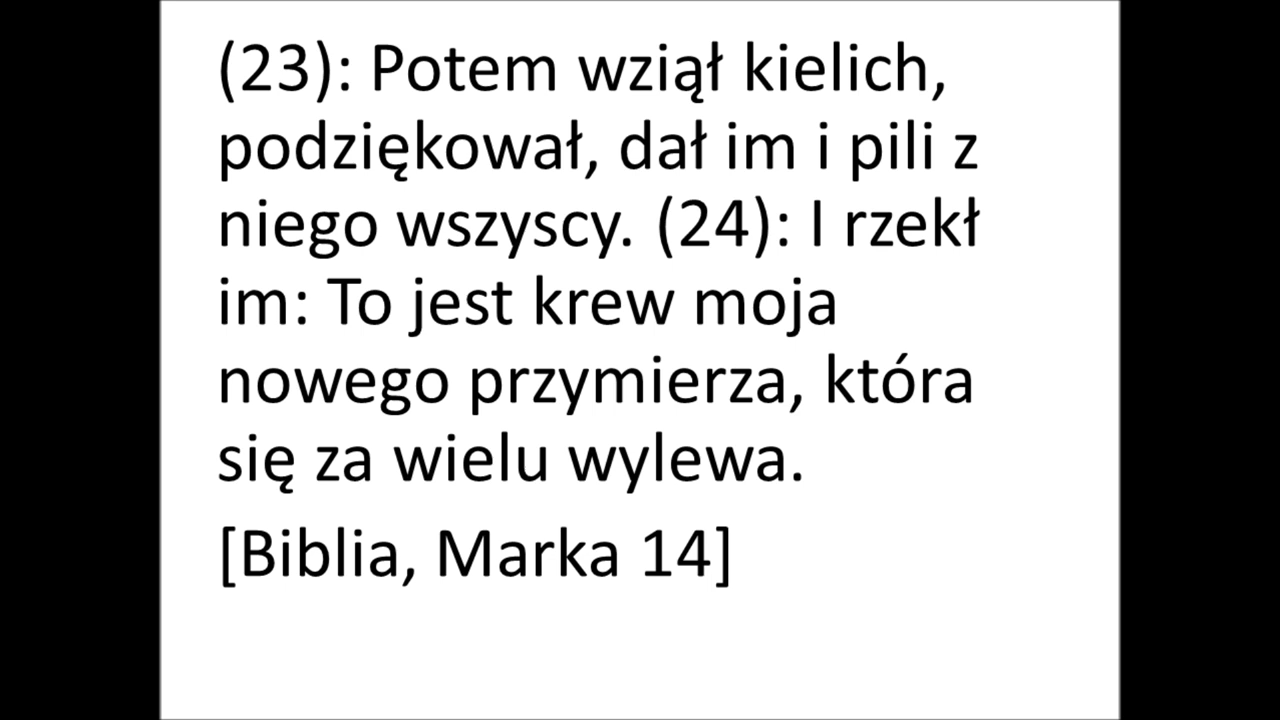 (23): Potem wziął kielich,
podziękował, dał im i pili z
niego wszyscy. (24): I rzekł
im: To jest krew moja
nowego przymierza, która
się za wielu wylewa.
[Biblia, Marka 14]